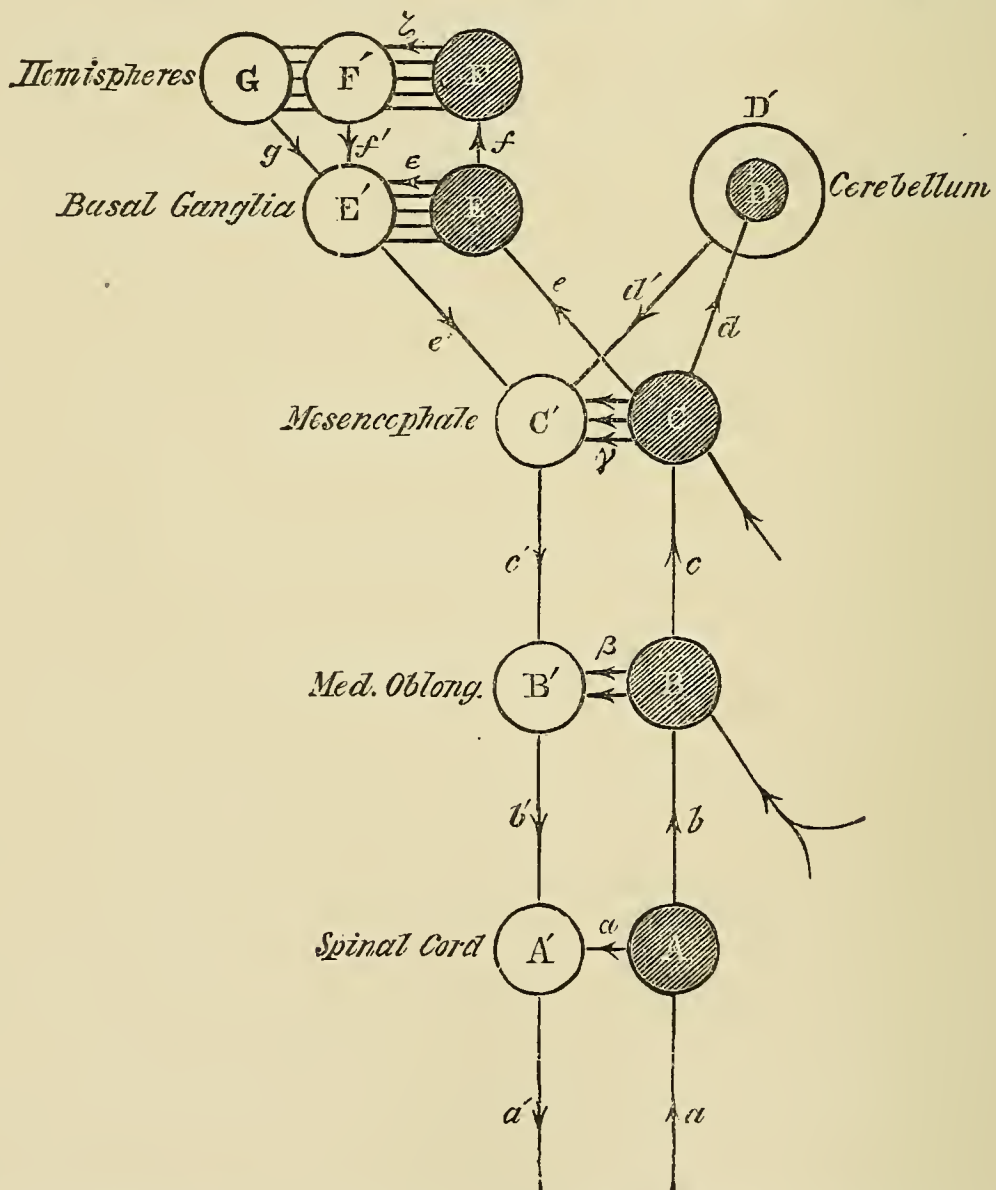 ζ
Hemispheres G F′ F
D′
g f′ ϵ f
Basal Ganglia E′ E D Cerebellum
e d′ d
e′
Mesencephale C′ C
γ
c′ c
β
Med. Oblong. B′ B
b′ b
α
Spinal Cord A′ A
a′ a